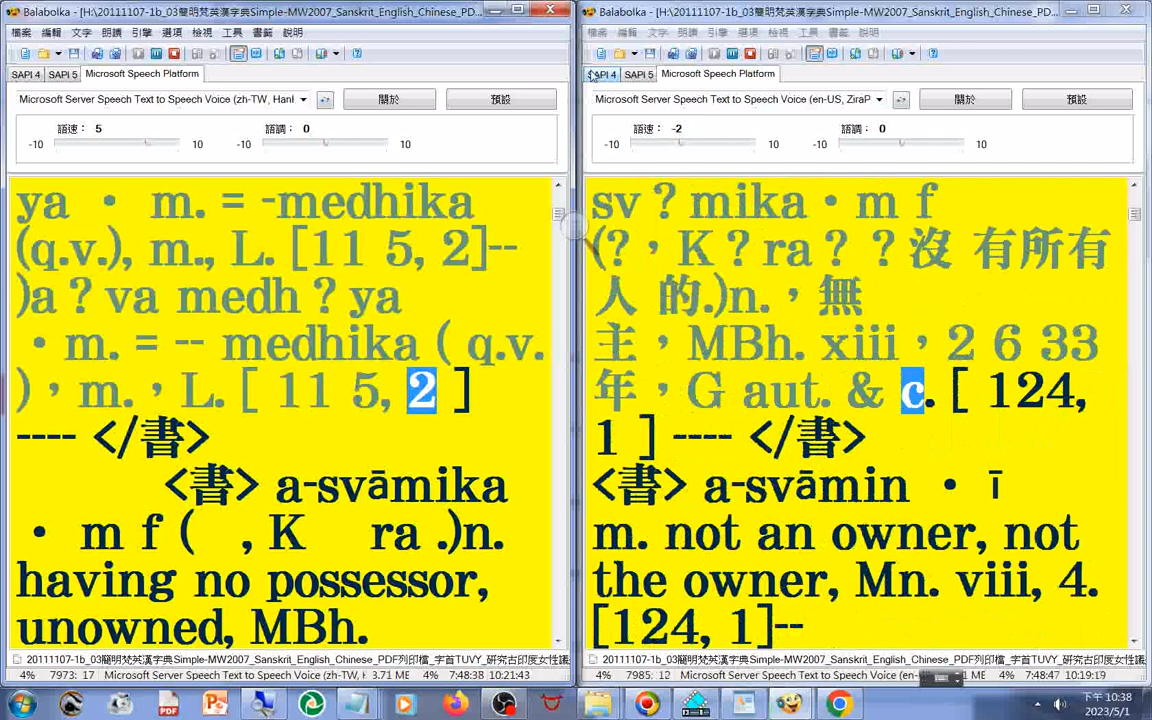 Balabolka - [H:\20111107-1b_03簡明梵英漢字典Simple-MW2007_Sanskrit_English_Chinese_PD...
檔案 編輯 文字 朗讀 引擎 選項 檢視 工具 書籤 說明
SAPI 4 SAPI 5 Microsoft Speech Platform
Microsoft Server Speech Text to Speech Voice (zh-TW, HanI
關於 預設
語速： 5 語調： 0
-10 10 -10 10
ya • m. = -medhika
(q.v.), m., L. [11 5, 2]--
)a？va medh？ya
• m. = -- medhika ( q.v.
)，m.，L. [ 11 5, 2 ]
---- </書>
<書> a-svāmika
• m f ( , K ra .)n.
having no possessor,
unowned, MBh.
20111107-1b_03簡明梵英漢字典Simple-MW2007_Sanskrit_English_Chinese_PDF列印檔_字首TUVY_研究古印度女性議
4% 7973: 17 Microsoft Server Speech Text to Speech Voice (zh-TW, H 3.71 ME 4% 7:48:38 10:21:43
Balabolka - [H:\20111107-1b_03簡明梵英漢字典Simple-MW2007_Sanskrit_English_Chinese_PD...
檔案 編輯 文字 朗讀 引擎 選項 檢視 工具 書籤 說明
SAPI 4 SAPI 5 Microsoft Speech Platform
Microsoft Server Speech Text to Speech Voice (en-US, ZiraP
關於 預設
語速： -2 語調： 0
-10 10 -10 10
sv？mika • m f
(?，K？ra？？沒 有所有
人 的.)n.，無
主，MBh. xiii，2 6 33
年，G aut. & c. [ 124,
1 ] ---- </書>
<書> a-svāmin • ī
m. not an owner, not
the owner, Mn. viii, 4.
[124, 1]--
20111107-1b_03簡明梵英漢字典Simple-MW2007_Sanskrit_English_Chinese_PDF列印檔_字首TUVY_研究古印度女性議
4% 7985: 12 Microsoft Server Speech Text to Speech Voice ME 4% 7:48:47 10:19:19
下午 10:38
2023/5/1